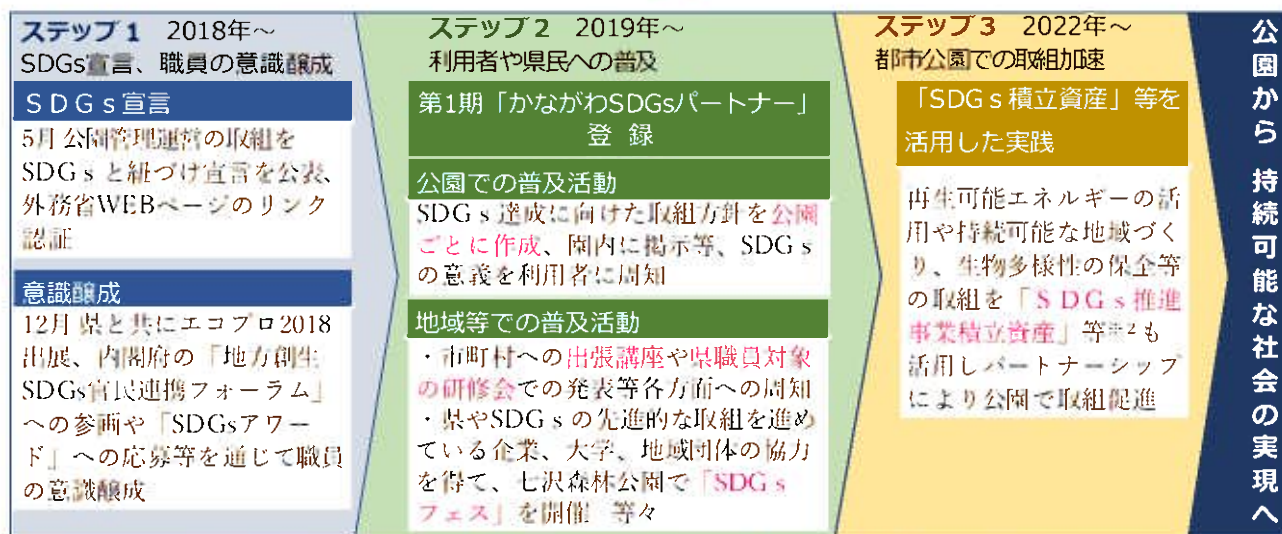 ステップ1 2018年～
SDGs宣言、職員の意識醸成
SDGs宣言
5月 公園管理運営の取組を
SDGsと紐づけ宣言を公表、
外務省WEBページのリンク
認証
意識醸成
12月 県と共にエコプロ2018
出展、内閣府の「地方創生
SDGs官民連携フォーラム」
への参画や「SDGsアワー
ド」への応募等を通じて職員
の意識醸成
ステップ2 2019年～
利用者や県民への普及
第1期「かながわSDGsパートナー」
登 録
公園での普及活動
SDGs達成に向けた取組方針を公園
ごとに作成、園内に掲示等、SDGs
の意義を利用者に周知
地域等での普及活動
・市町村への出張講座や県職員対象
の研修会での発表等各方面への周知
・県やSDGsの先進的な取組を進め
ている企業、大学、地域団体の協力
を得て、七沢森林公園で「SDGs
フェス」を開催 等々
ステップ3 2022年～
都市公園での取組加速
「SDGs積立資産」等を
活用した実践
再生可能エネルギーの活
用や持続可能な地域づく
り、生物多様性の保全等
の取組を「SDGs推進
事業積立資産」等※2も
活用しパートナーシップ
により公園で取組促進
公園から 持続可能な社会の実現へ